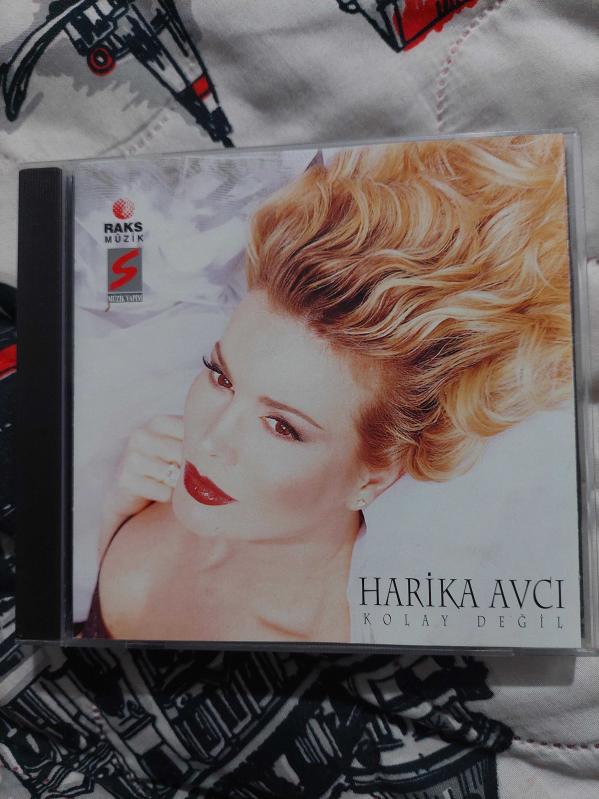 RAKS
MÜZİK
S
MÜZİK YAPIM
HARİKA AVCI
KOLAY DEĞİL